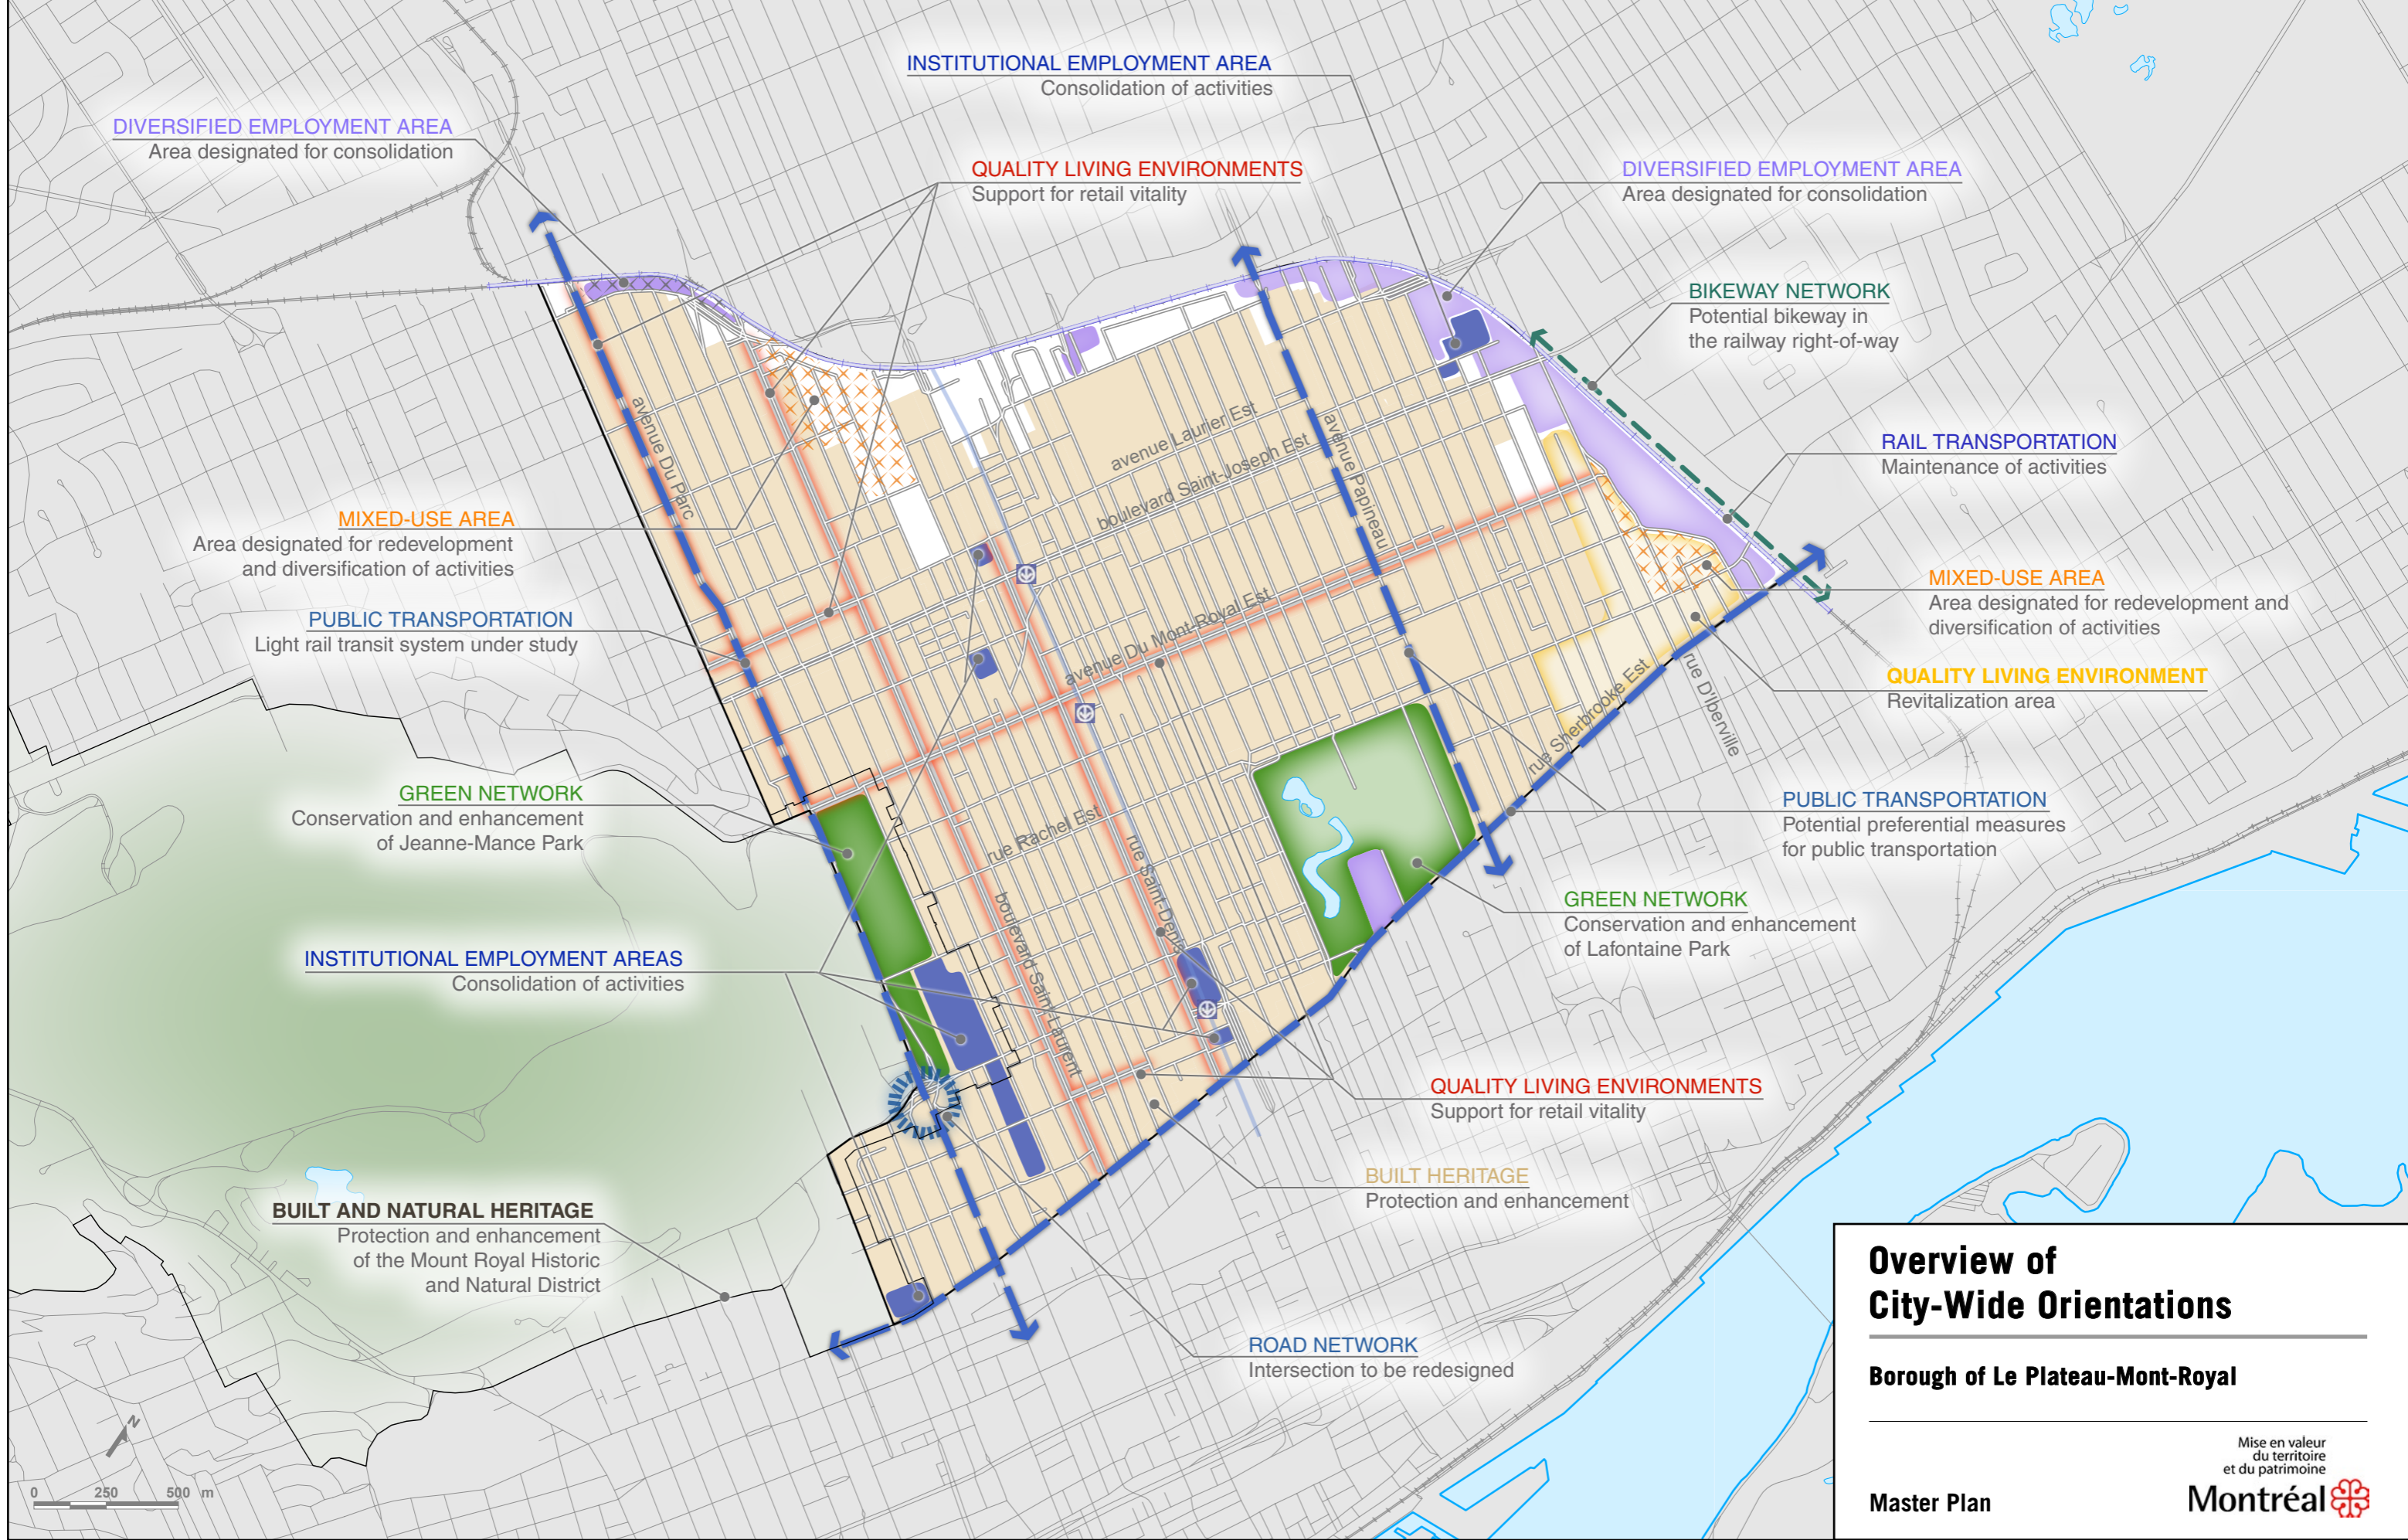 INSTITUTIONAL EMPLOYMENT AREA
Consolidation of activities
DIVERSIFIED EMPLOYMENT AREA
Area designated for consolidation
QUALITY LIVING ENVIRONMENTS
Support for retail vitality
DIVERSIFIED EMPLOYMENT AREA
Area designated for consolidation
BIKEWAY NETWORK
Potential bikeway in
the railway right-of-way
RAIL TRANSPORTATION
Maintenance of activities
MIXED-USE AREA
Area designated for redevelopment
and diversification of activities
PUBLIC TRANSPORTATION
Light rail transit system under study
MIXED-USE AREA
Area designated for redevelopment and
diversification of activities
QUALITY LIVING ENVIRONMENT
Revitalization area
avenue Du Parc
avenue Laurier Est
boulevard Saint-Joseph Est
avenue Papineau
avenue Du Mont-Royal Est
rue Sherbrooke Est
rue D'Iberville
rue Rachel Est
rue Saint-Denis
boulevard Saint-Laurent
GREEN NETWORK
Conservation and enhancement
of Jeanne-Mance Park
PUBLIC TRANSPORTATION
Potential preferential measures
for public transportation
GREEN NETWORK
Conservation and enhancement
of Lafontaine Park
INSTITUTIONAL EMPLOYMENT AREAS
Consolidation of activities
QUALITY LIVING ENVIRONMENTS
Support for retail vitality
BUILT HERITAGE
Protection and enhancement
BUILT AND NATURAL HERITAGE
Protection and enhancement
of the Mount Royal Historic
and Natural District
ROAD NETWORK
Intersection to be redesigned
N
0 250 500 m
Overview of
City-Wide Orientations
Borough of Le Plateau-Mont-Royal
Mise en valeur
du territoire
et du patrimoine
Master Plan
Montréal